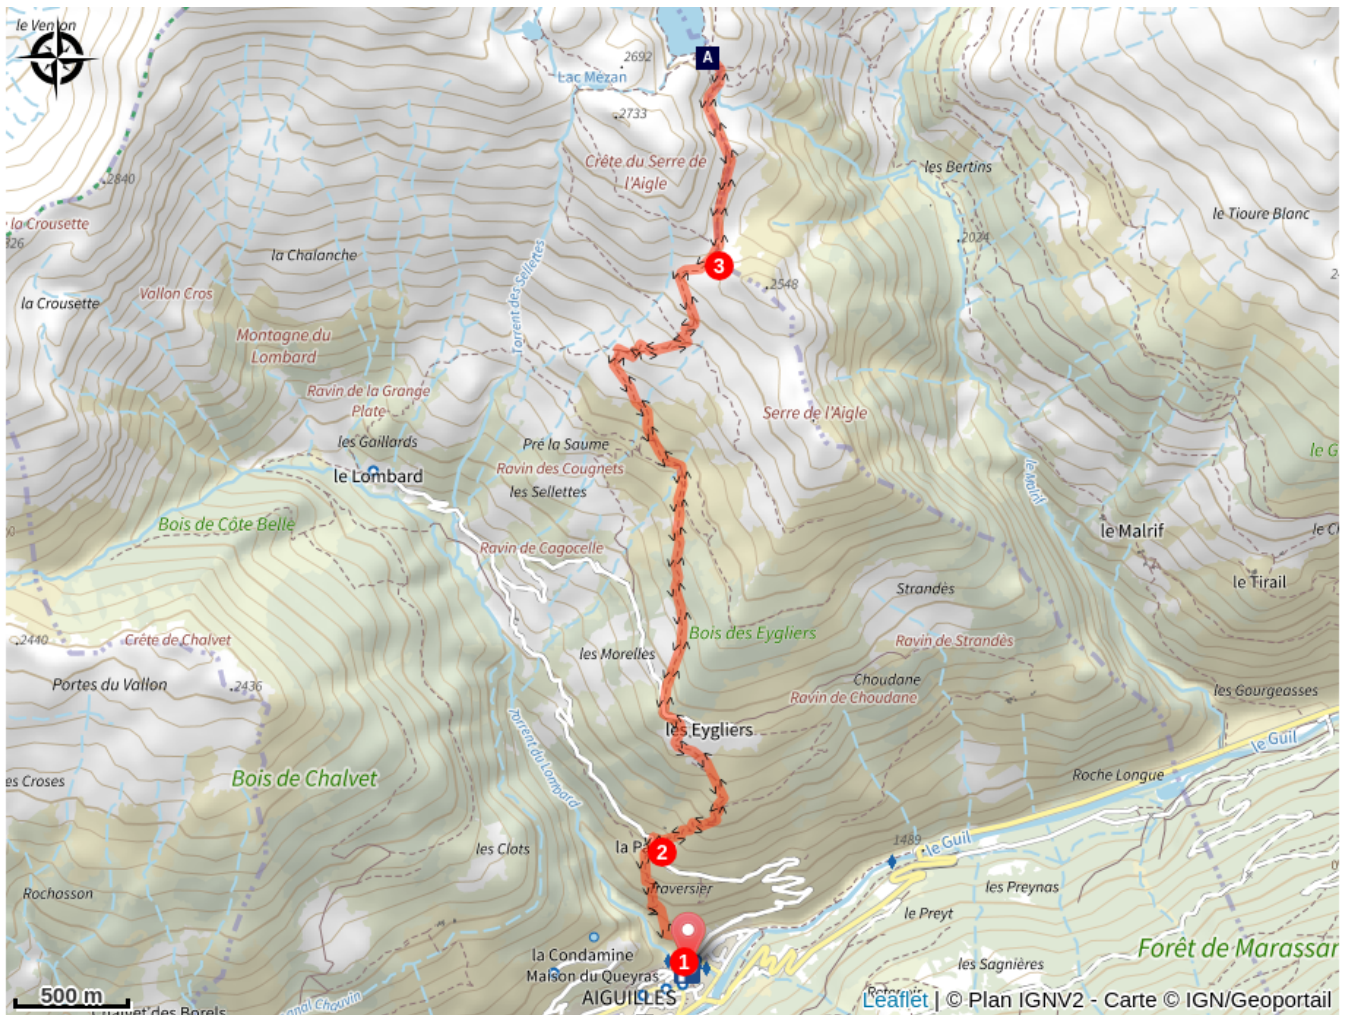 le Venton
2692
A
Lac Mézan
2733
Crête du Serre de
l'Aigle
les Bertins
2840
la Crousette
le Tioure Blanc
2024
la Chalanche
3
2548
Vallon Cros
la Crousette
Torrent des Sellettes
Montagne du
Lombard
Ravin de la Grange
Plate
Serre de l'Aigle
les Gaillards
Pré la Saume
le Lombard
Ravin des Cougnets
les Sellettes
le Malrif
Bois de Côte Belle
le Malrif
Ravin de Cagocelle
le Tirail
Strandès
Bois des Eygliers
2440
Crête de Chalvet
Ravin de Strandès
les Morelles
Portes du Vallon
2436
Choudane
Ravin de Choudane
les Gourgeasses
les Eygliers
le Guil
Torrent du Lombard
Bois de Chalvet
es Croses
Roche Longue
1489
le Guil
les Clots
la Pa
2
Traversier
Rochasson
les Preynas
le Preyt
la Condamine
Forêt de Marassan
1
Maison du Queyras
les Sagnières
500 m
AIGUILLES
Chalvet des Borels
Leaflet | © Plan IGNV2 - Carte © IGN/Geoportail